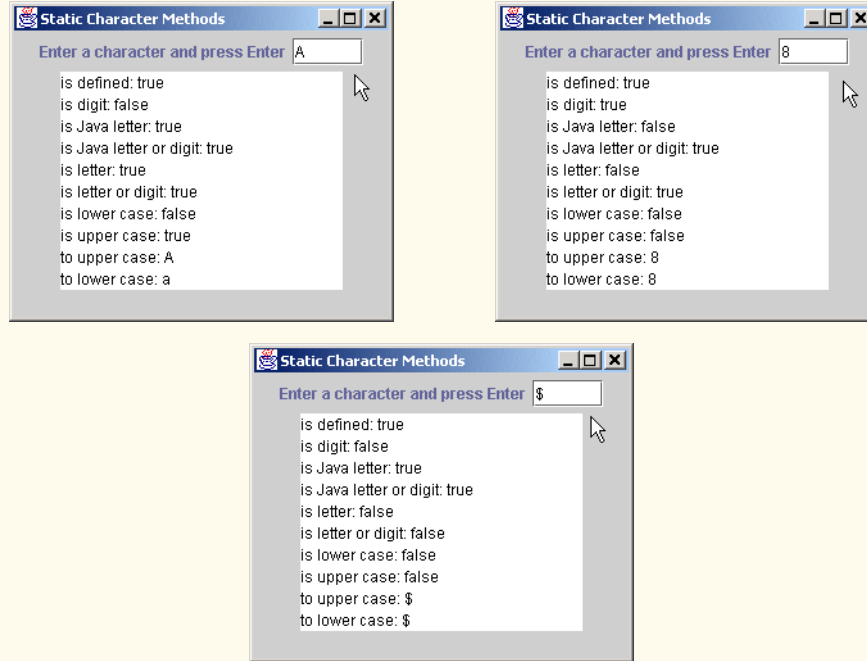 Static Character Methods
Enter a character and press Enter A
is defined: true
is digit: false
is Java letter: true
is Java letter or digit: true
is letter: true
is letter or digit: true
is lower case: false
is upper case: true
to upper case: A
to lower case: a
Static Character Methods
Enter a character and press Enter 8
is defined: true
is digit: true
is Java letter: false
is Java letter or digit: true
is letter: false
is letter or digit: true
is lower case: false
is upper case: false
to upper case: 8
to lower case: 8
Static Character Methods
Enter a character and press Enter $
is defined: true
is digit: false
is Java letter: true
is Java letter or digit: true
is letter: false
is letter or digit: false
is lower case: false
is upper case: false
to upper case: $
to lower case: $